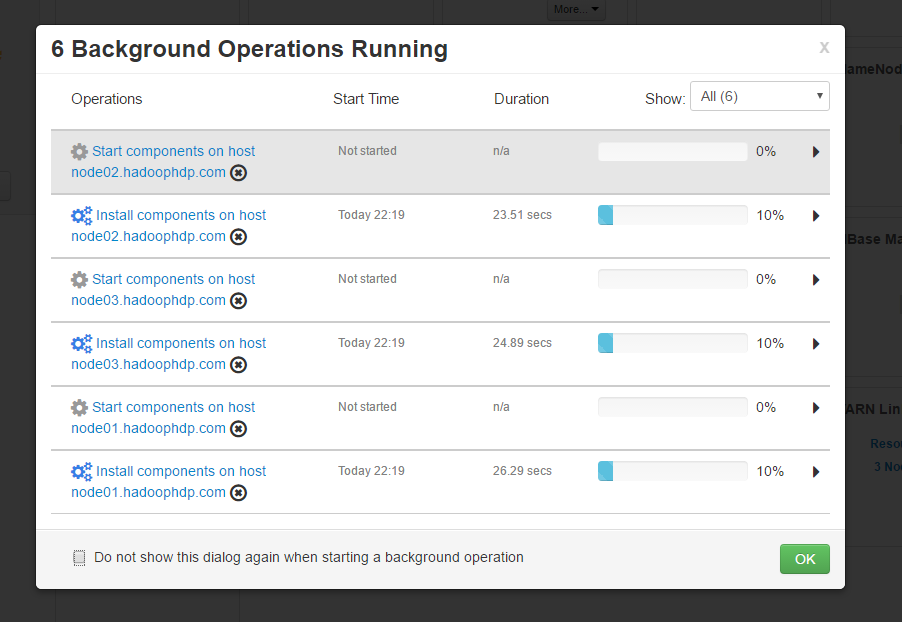 More...
6 Background Operations Running
X
Operations
Start Time
Duration
Show:
All (6)
Start components on host
node02.hadoophdp.com
Not started
n/a
0%
Install components on host
node02.hadoophdp.com
Today 22:19
23.51 secs
10%
Start components on host
node03.hadoophdp.com
Not started
n/a
0%
Install components on host
node03.hadoophdp.com
Today 22:19
24.89 secs
10%
Start components on host
node01.hadoophdp.com
Not started
n/a
0%
Install components on host
node01.hadoophdp.com
Today 22:19
26.29 secs
10%
Do not show this dialog again when starting a background operation
OK
ameNod
Base Ma
ARN Lin
Reso
3 No